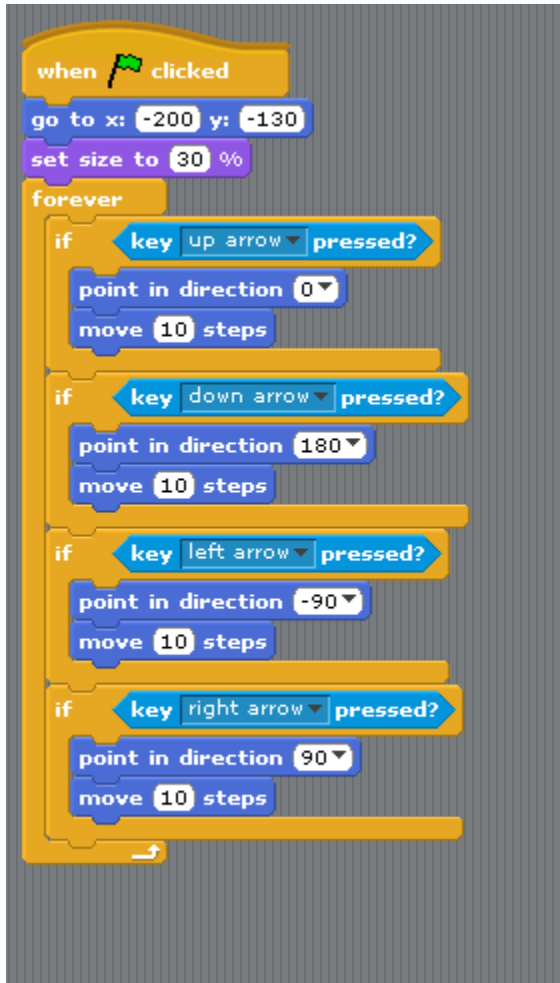 when clicked
go to x: -200 y: -130
set size to 30 %
forever
if key up arrow pressed?
point in direction 0
move 10 steps
if key down arrow pressed?
point in direction 180
move 10 steps
if key left arrow pressed?
point in direction -90
move 10 steps
if key right arrow pressed?
point in direction 90
move 10 steps